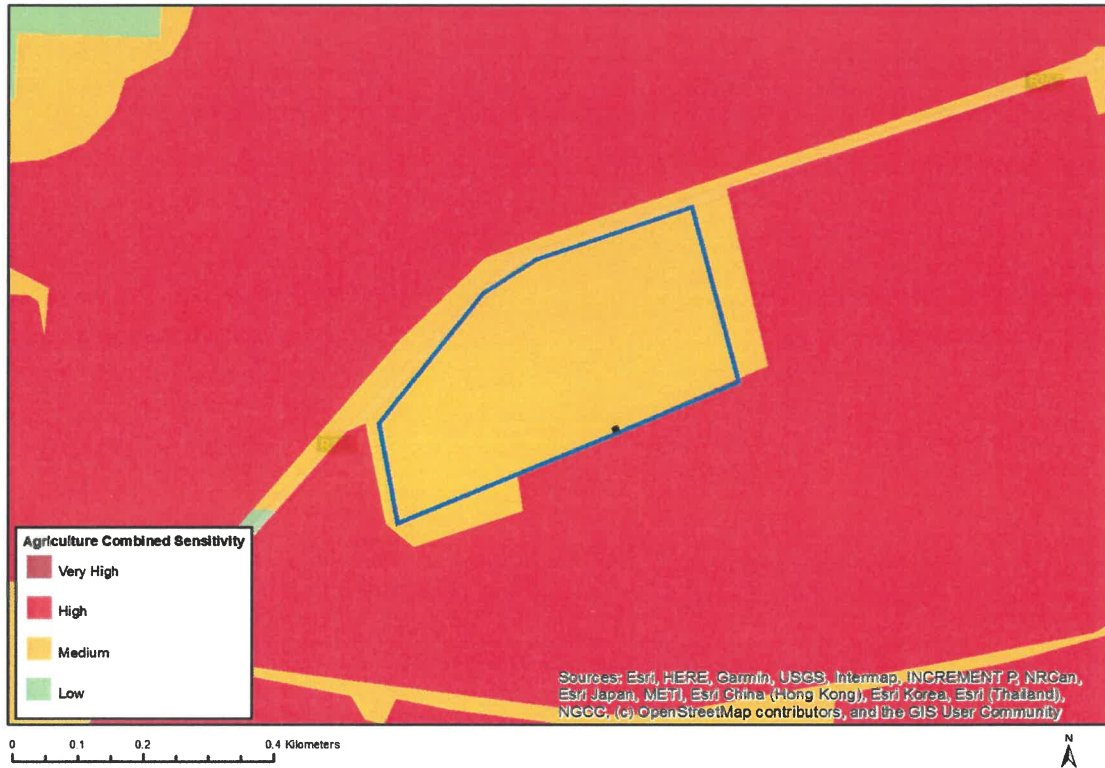 Agriculture Combined Sensitivity
Very High
High
Medium
Low
Sources: Esri, HERE, Garmin, USGS, Intermap, INCREMENT P, NRCan,
Esri Japan, METI, Esri China (Hong Kong), Esri Korea, Esri (Thailand),
NGCC, (c) OpenStreetMap contributors, and the GIS User Community
0 0.1 0.2 0.4 Kilometers
N